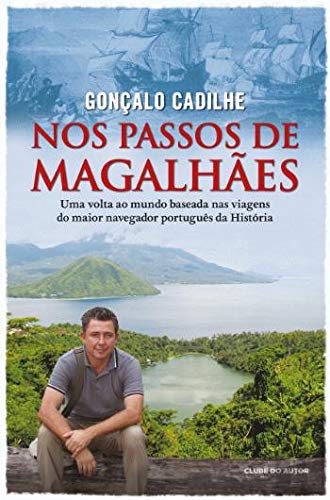 GONÇALO CADILHE
NOS PASSOS DE
MAGALHÃES
Uma volta ao mundo baseada nas viagens
do maior navegador português da História
CLUBE DO AUTOR